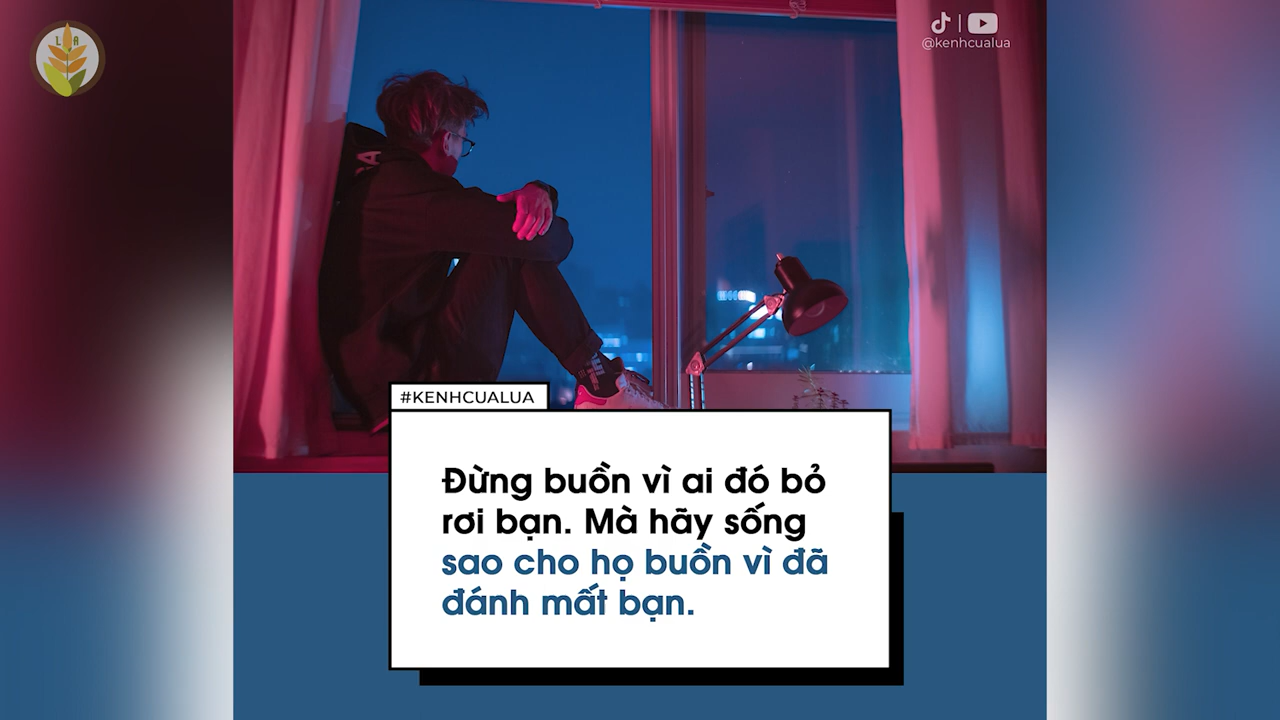 L A
@kenhcualua
#KENHCUALUA
Đừng buồn vì ai đó bỏ
rơi bạn. Mà hãy sống
sao cho họ buồn vì đã
đánh mất bạn.